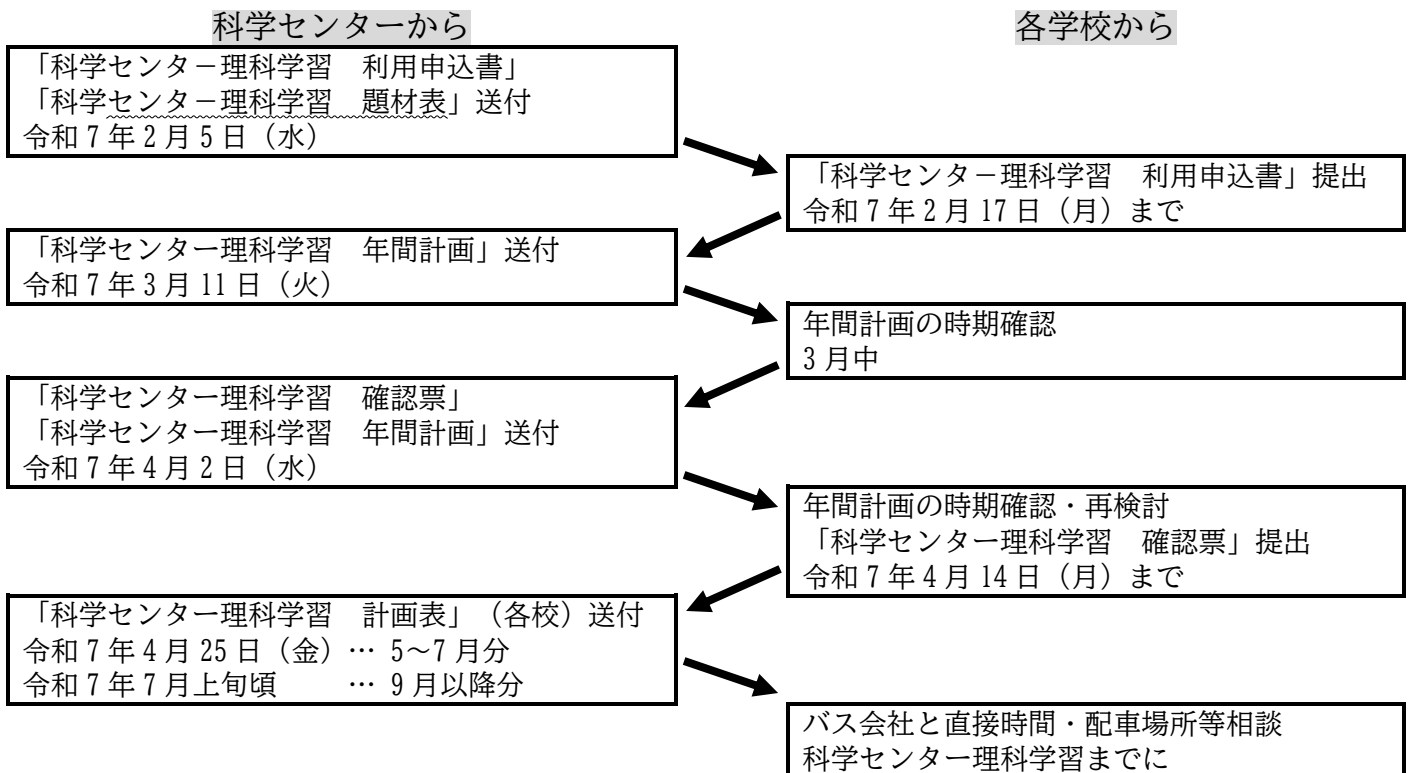 科学センターから
各学校から
「科学センタ－理科学習　利用申込書」
「科学センタ－理科学習　題材表」送付
令和7年2月5日（水）
「科学センタ－理科学習　利用申込書」提出
令和7年2月17日（月）まで
「科学センター理科学習　年間計画」送付
令和7年3月11日（火）
年間計画の時期確認
3月中
「科学センター理科学習　確認票」
「科学センター理科学習　年間計画」送付
令和7年4月2日（水）
年間計画の時期確認・再検討
「科学センター理科学習　確認票」提出
令和7年4月14日（月）まで
「科学センター理科学習　計画表」（各校）送付
令和7年4月25日（金）… 5～7月分
令和7年7月上旬頃　　… 9月以降分
バス会社と直接時間・配車場所等相談
科学センター理科学習までに